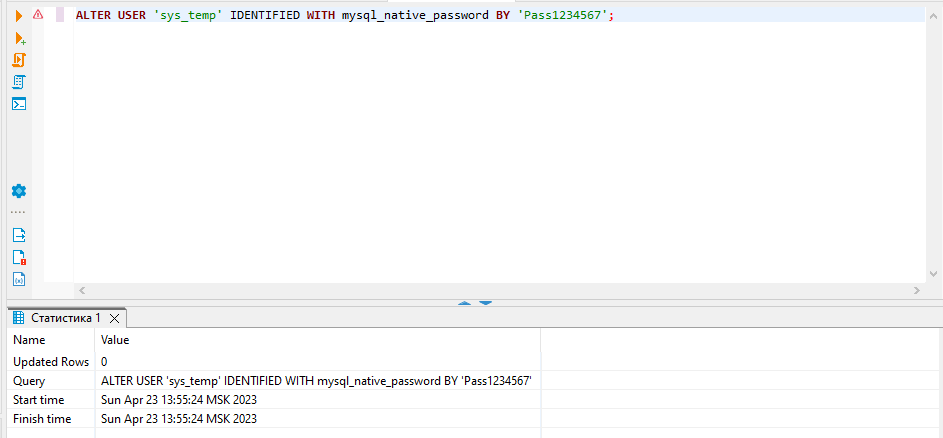 ALTER USER 'sys_temp' IDENTIFIED WITH mysql_native_password BY 'Pass1234567';
Статистика 1
Name Value
Updated Rows 0
Query ALTER USER 'sys_temp' IDENTIFIED WITH mysql_native_password BY 'Pass1234567'
Start time Sun Apr 23 13:55:24 MSK 2023
Finish time Sun Apr 23 13:55:24 MSK 2023